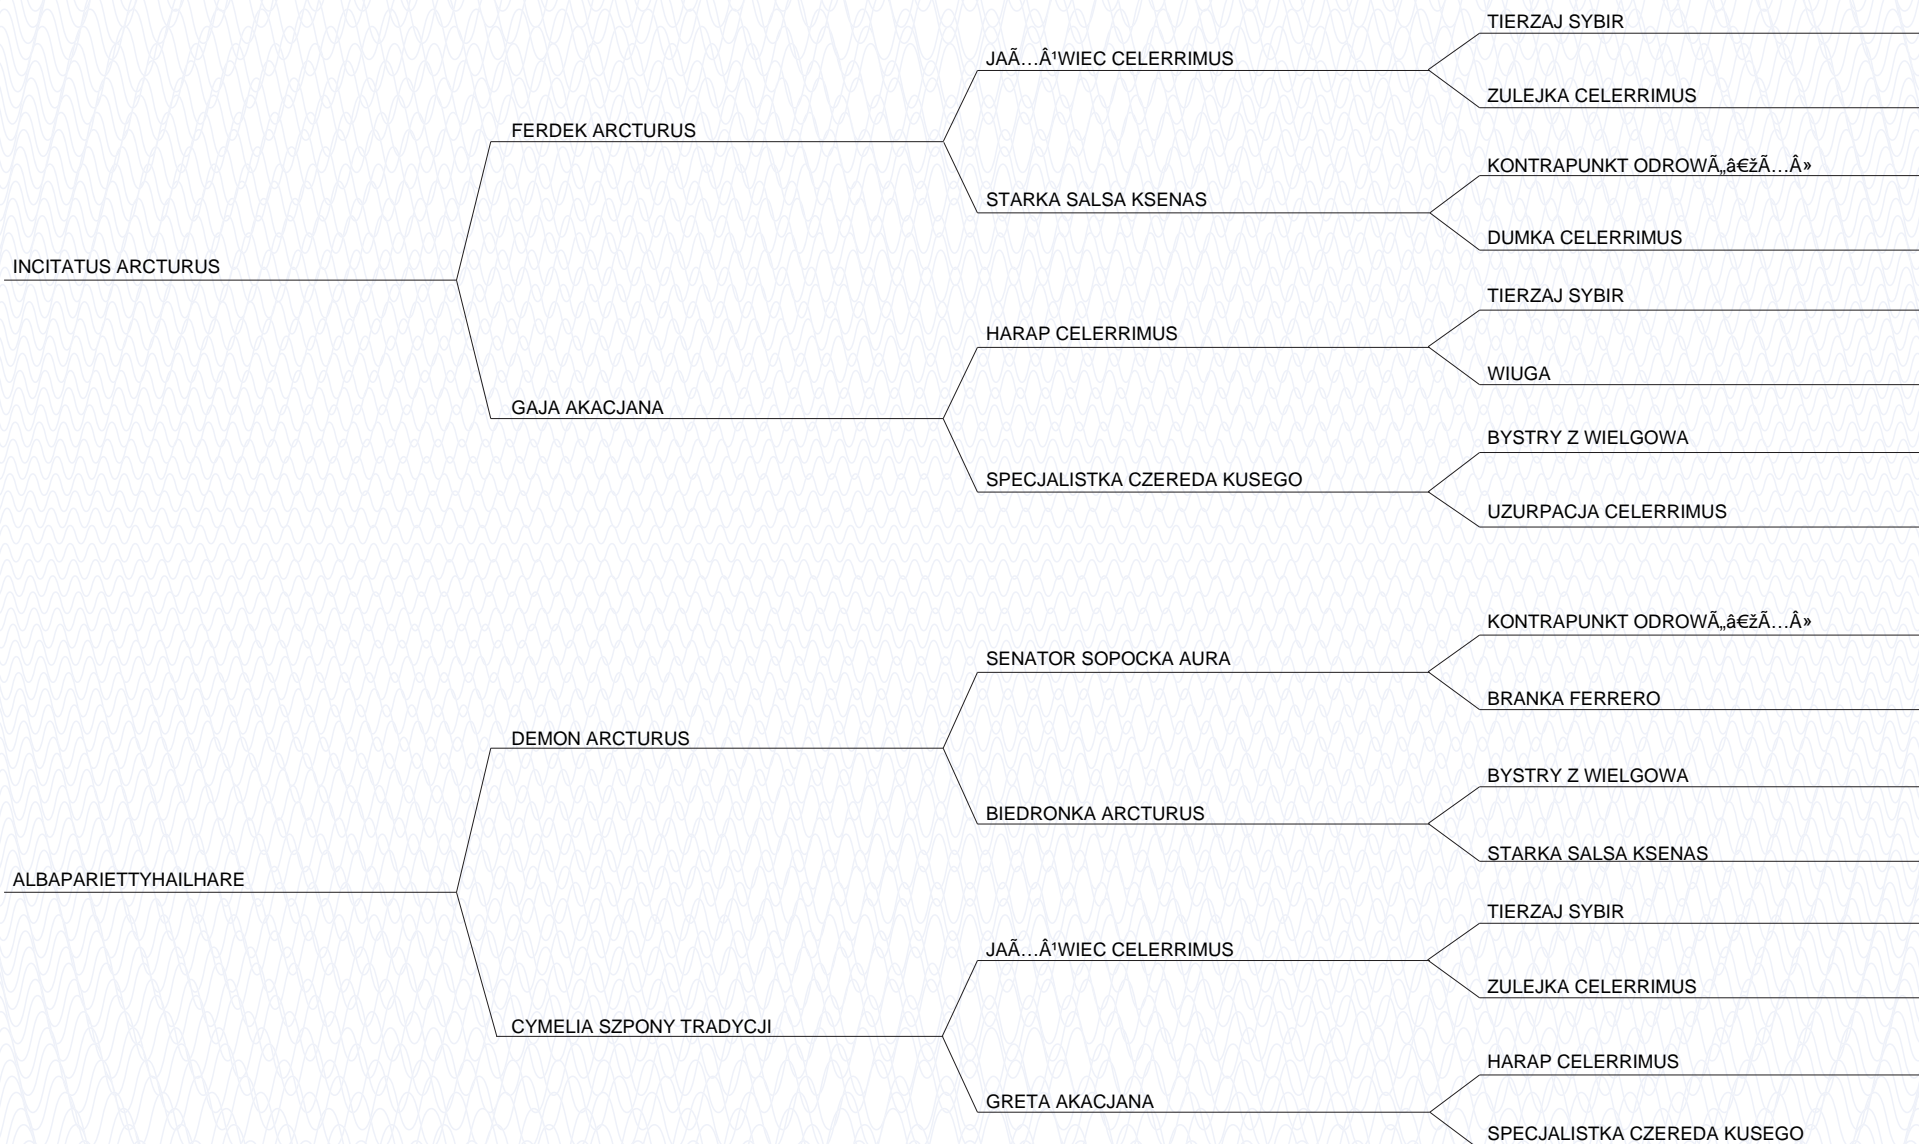 TIERZAJ SYBIR
JAÃ…Â¹WIEC CELERRIMUS
ZULEJKA CELERRIMUS
FERDEK ARCTURUS
KONTRAPUNKT ODROWÃ„â€žÃ…Â»
STARKA SALSA KSENAS
DUMKA CELERRIMUS
INCITATUS ARCTURUS
TIERZAJ SYBIR
HARAP CELERRIMUS
WIUGA
GAJA AKACJANA
BYSTRY Z WIELGOWA
SPECJALISTKA CZEREDA KUSEGO
UZURPACJA CELERRIMUS
KONTRAPUNKT ODROWÃ„â€žÃ…Â»
SENATOR SOPOCKA AURA
BRANKA FERRERO
DEMON ARCTURUS
BYSTRY Z WIELGOWA
BIEDRONKA ARCTURUS
STARKA SALSA KSENAS
ALBAPARIETTYHAILHARE
TIERZAJ SYBIR
JAÃ…Â¹WIEC CELERRIMUS
ZULEJKA CELERRIMUS
CYMELIA SZPONY TRADYCJI
HARAP CELERRIMUS
GRETA AKACJANA
SPECJALISTKA CZEREDA KUSEGO